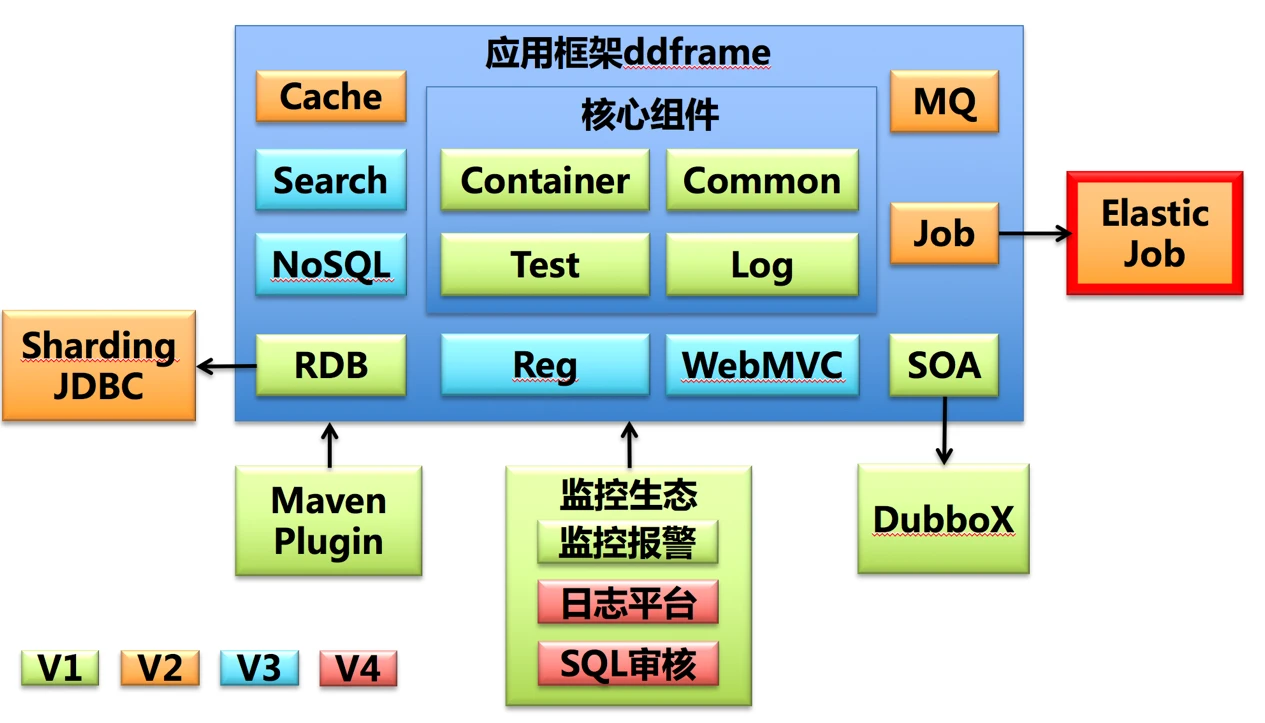 应用框架ddframe
Cache
核心组件
MQ
Search
Container
Common
Elastic
Job
Job
NoSQL
Test
Log
Sharding
JDBC
RDB
Reg
WebMVC
SOA
Maven
Plugin
监控生态
监控报警
日志平台
SQL审核
DubboX
V1
V2
V3
V4